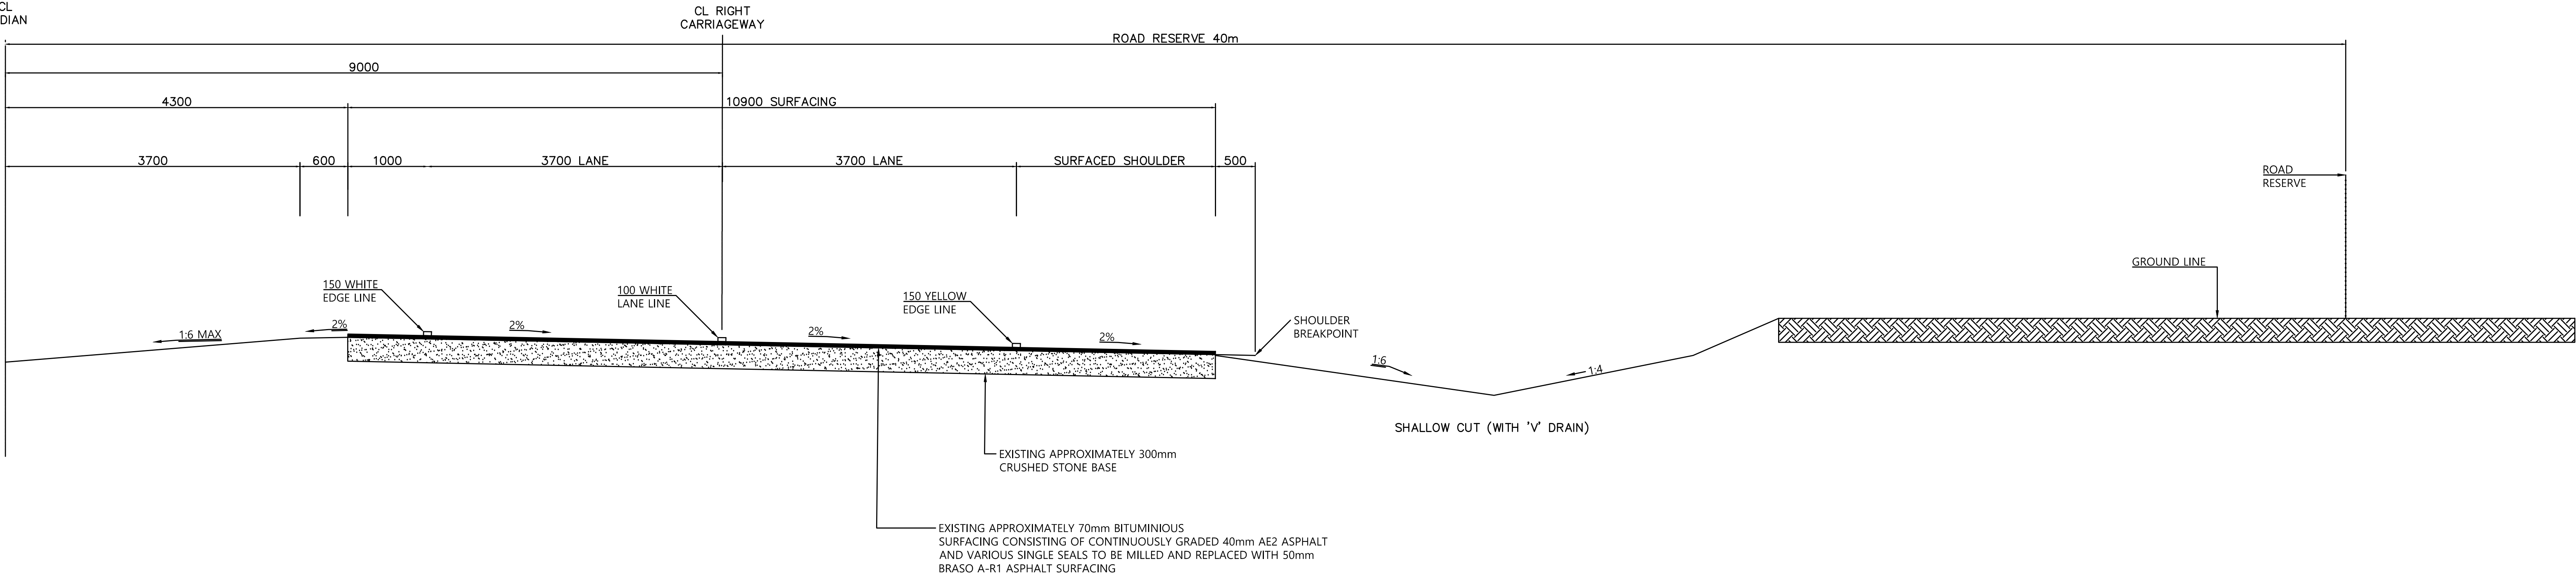 CL
DIAN
CL RIGHT
CARRIAGEWAY
ROAD RESERVE 40m
9000
4300
10900 SURFACING
3700
600
1000
3700 LANE
3700 LANE
SURFACED SHOULDER
500
ROAD
RESERVE
GROUND LINE
150 WHITE
EDGE LINE
100 WHITE
LANE LINE
150 YELLOW
EDGE LINE
SHOULDER
BREAKPOINT
1:6 MAX
2%
2%
2%
2%
1:6
1:4
SHALLOW CUT (WITH 'V' DRAIN)
EXISTING APPROXIMATELY 300mm
CRUSHED STONE BASE
EXISTING APPROXIMATELY 70mm BITUMINIOUS
SURFACING CONSISTING OF CONTINUOUSLY GRADED 40mm AE2 ASPHALT
AND VARIOUS SINGLE SEALS TO BE MILLED AND REPLACED WITH 50mm
BRASO A-R1 ASPHALT SURFACING